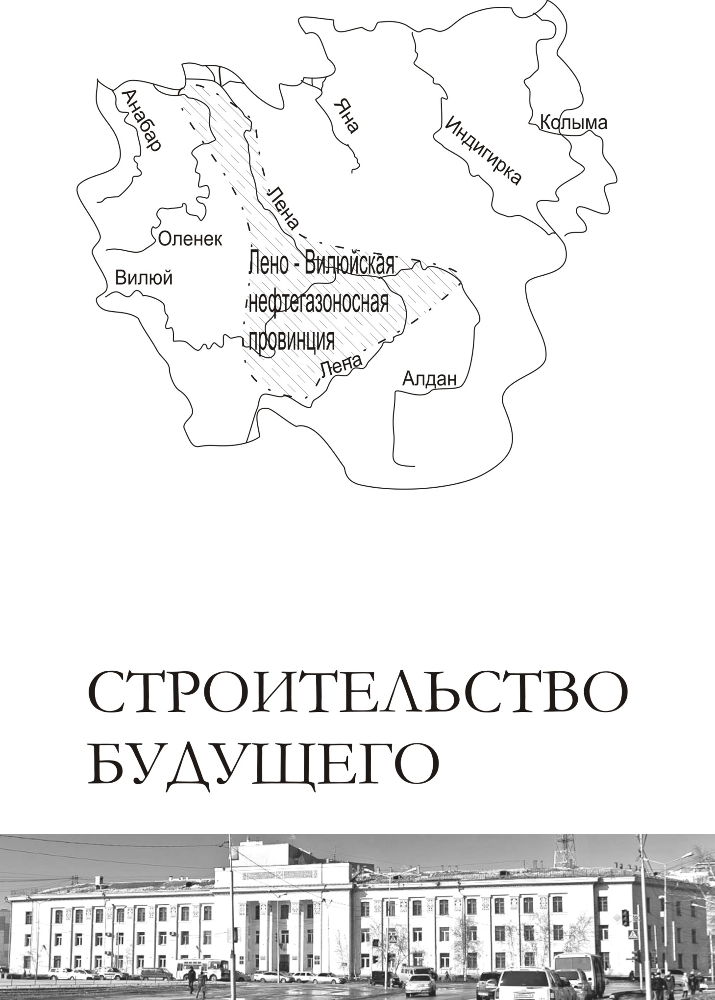 Анабар
Яна
Колыма
Индигирка
Лена
Оленек
Лено - Вилюйская
нефтегазоносная
провинция
Вилюй
Лена
Алдан
СТРОИТЕЛЬСТВО
БУДУЩЕГО